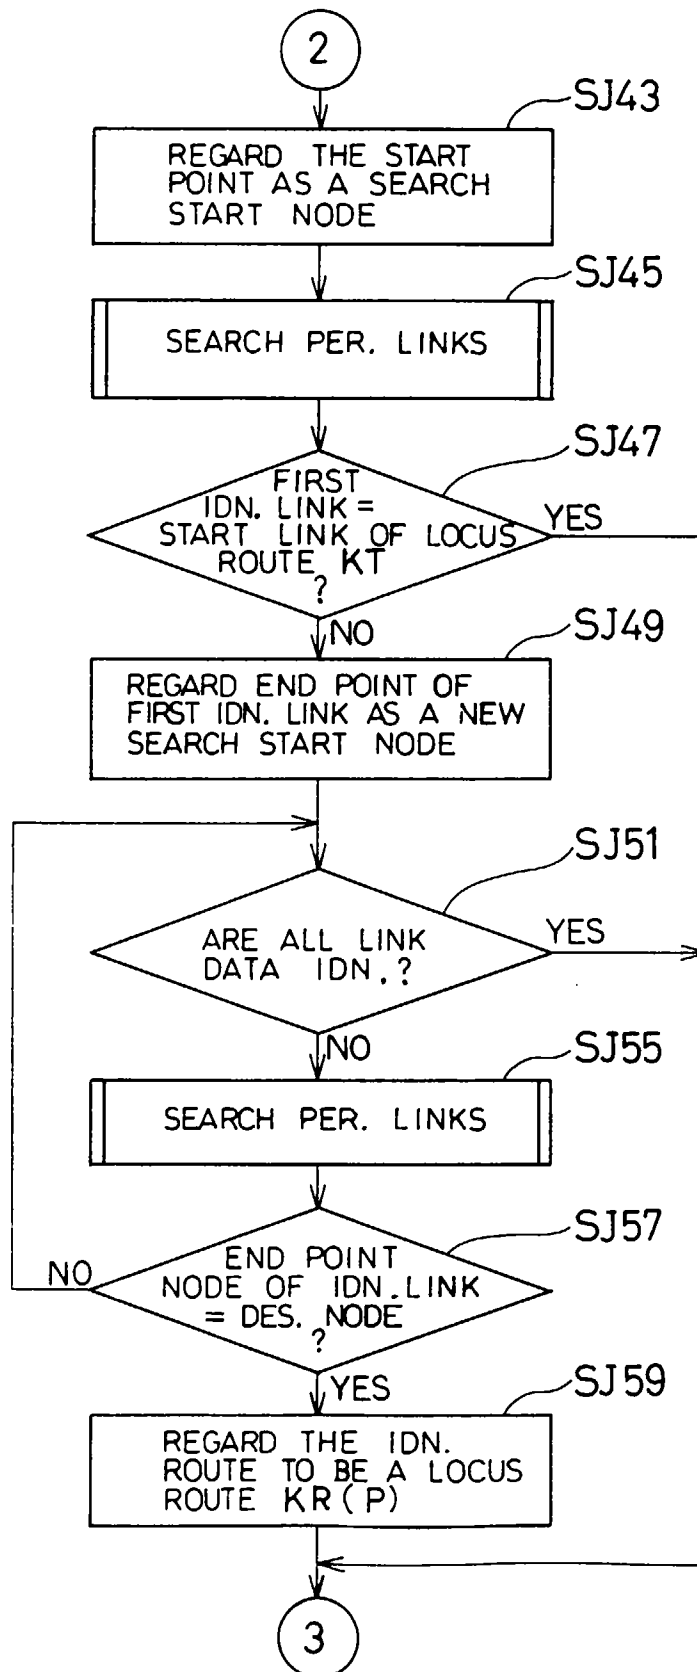 2
SJ43
REGARD THE START
POINT AS A SEARCH
START NODE
SJ45
SEARCH PER. LINKS
SJ47
FIRST
IDN. LINK =
START LINK OF LOCUS
ROUTE KT
?
YES
NO
SJ49
REGARD END POINT OF
FIRST IDN. LINK AS A NEW
SEARCH START NODE
SJ51
ARE ALL LINK
DATA IDN.?
YES
NO
SJ55
SEARCH PER. LINKS
SJ57
END POINT
NODE OF IDN. LINK
= DES. NODE
?
NO
YES
SJ59
REGARD THE IDN.
ROUTE TO BE A LOCUS
ROUTE KR(P)
3